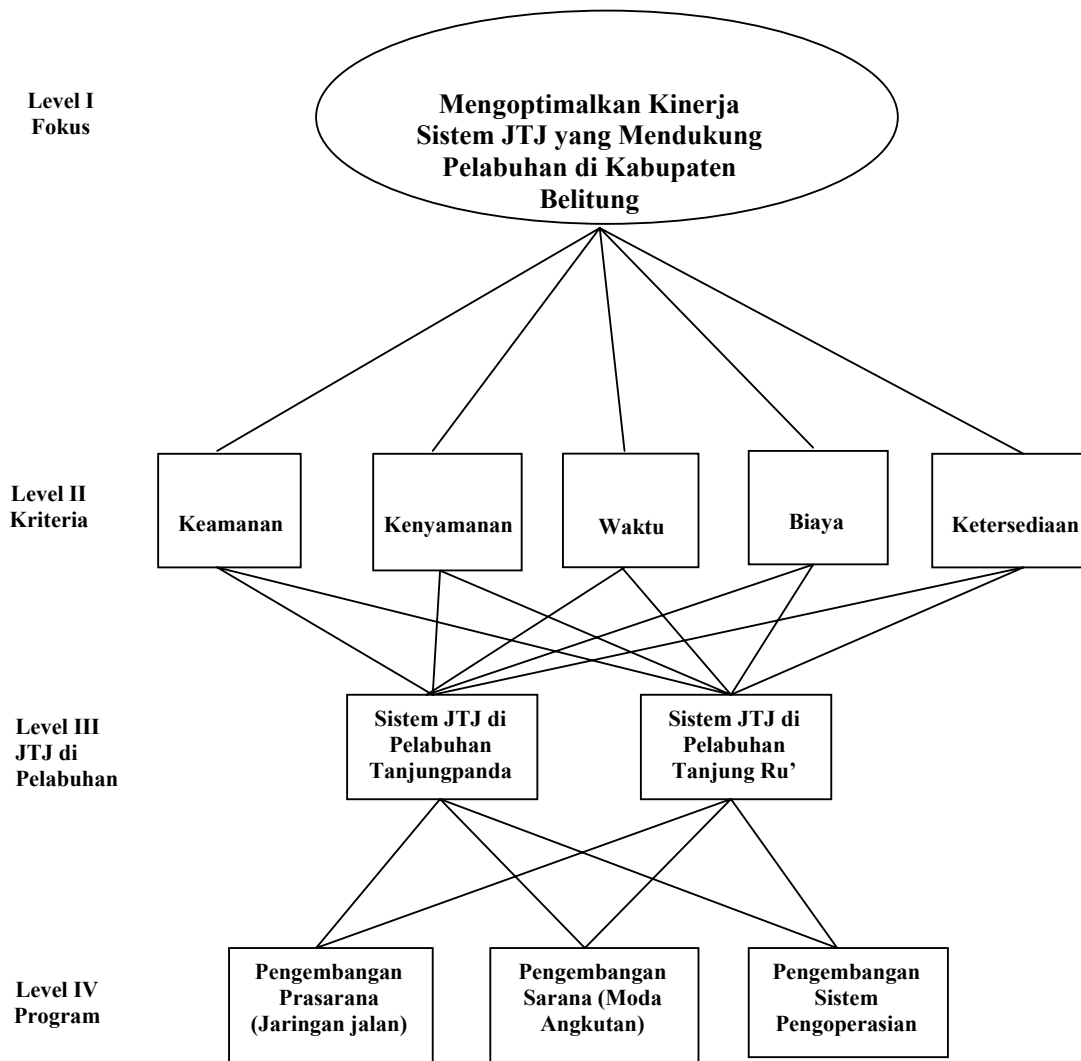 Level I
Fokus
Mengoptimalkan Kinerja
Sistem JTJ yang Mendukung
Pelabuhan di Kabupaten
Belitung
Level II
Kriteria
Keamanan
Kenyamanan
Waktu
Biaya
Ketersediaan
Level III
JTJ di
Pelabuhan
Sistem JTJ di
Pelabuhan
Tanjungpanda
Sistem JTJ di
Pelabuhan
Tanjung Ru’
Level IV
Program
Pengembangan
Prasarana
(Jaringan jalan)
Pengembangan
Sarana (Moda
Angkutan)
Pengembangan
Sistem
Pengoperasian